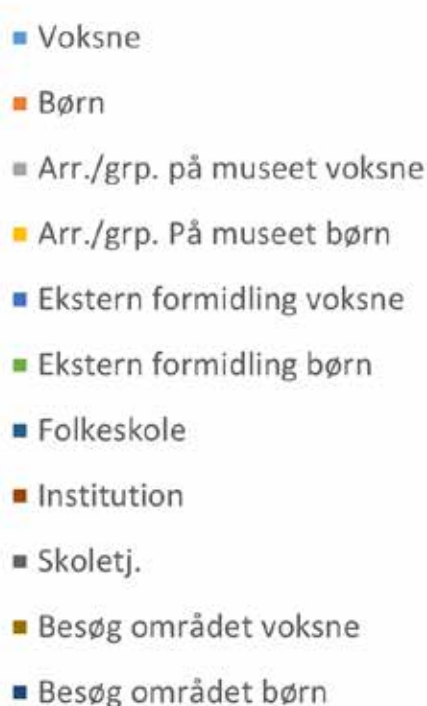 Voksne
Børn
Arr./grp. på museet voksne
Arr./grp. På museet børn
Ekstern formidling voksne
Ekstern formidling børn
Folkeskole
Institution
Skoletj.
Besøg området voksne
Besøg området børn